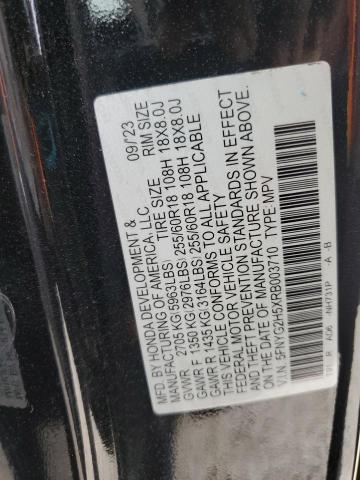 MFD. BY HONDA DEVELOPMENT & 09/23
MANUFACTURING OF AMERICA, LLC
TIRE SIZE RIM SIZE
GVWR 2705 KG(5963LBS)
GAWR F 1350 KG(2976LBS) 255/60R18 108H 18X8.0J
GAWR R 1435 KG(3164LBS) 255/60R18 108H 18X8.0J
THIS VEHICLE CONFORMS TO ALL APPLICABLE
FEDERAL MOTOR VEHICLE SAFETY
STANDARDS IN EFFECT
AND THEFT PREVENTION
ON THE DATE OF MANUFACTURE SHOWN ABOVE.
V.I.N. 5FNYG2H5XRB003710 TYPE:MPV
T91 R A06 -NH731P -A -B